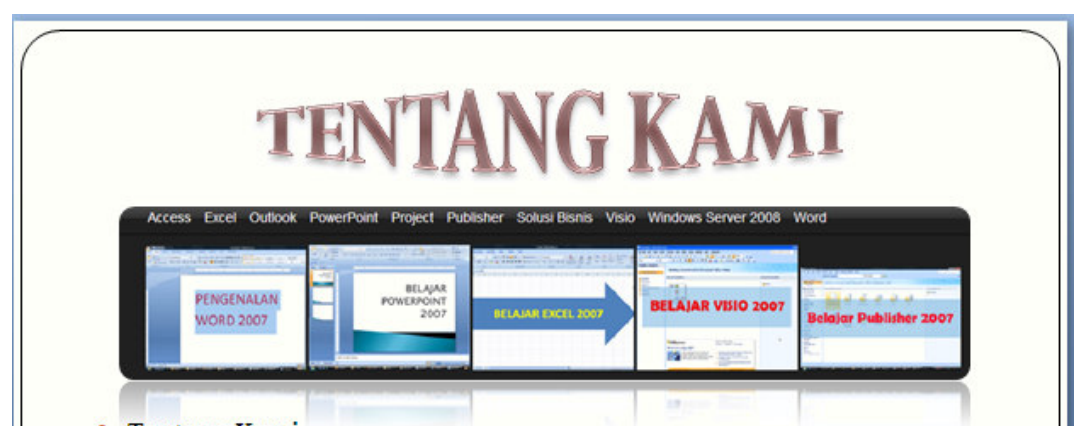 TENTANG KAMI
Access Excel Outlook PowerPoint Project Publisher Solusi Bisnis Visio Windows Server 2008 Word
PENGENALAN
WORD 2007
BELAJAR
POWERPOINT
2007
BELAJAR EXCEL 2007
BELAJAR VISIO 2007
Belajar Publisher 2007